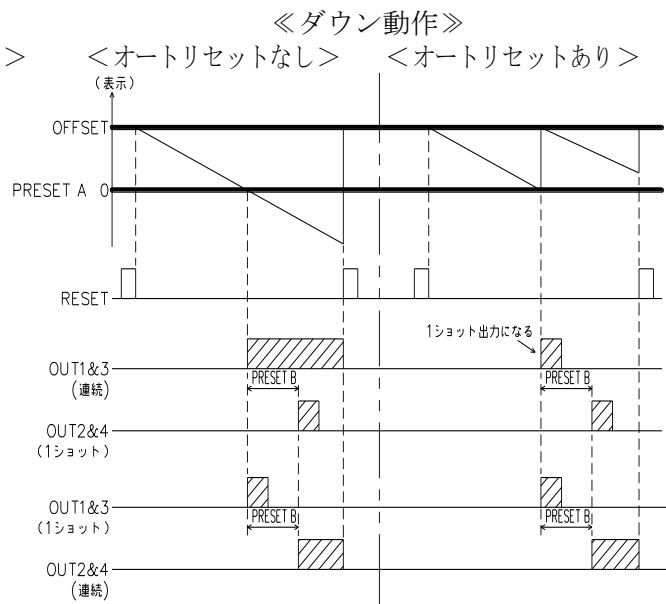 ≪ダウン動作≫
＞ ＜オートリセットなし＞ ＜オートリセットあり＞
(表示)
OFFSET
PRESET A 0
RESET
1ショット出力になる
OUT1&3
(連続)
PRESET B PRESET B
OUT2&4
(1ショット)
OUT1&3
(1ショット)
PRESET B PRESET B
OUT2&4
(連続)